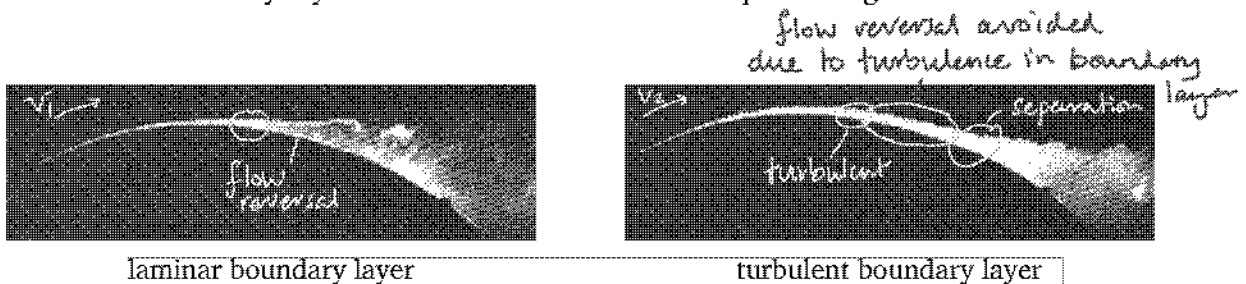 flow reversal avoided
due to turbulence in boundary
layer
V1
flow
reversal
V2
separation
turbulent
laminar boundary layer
turbulent boundary layer